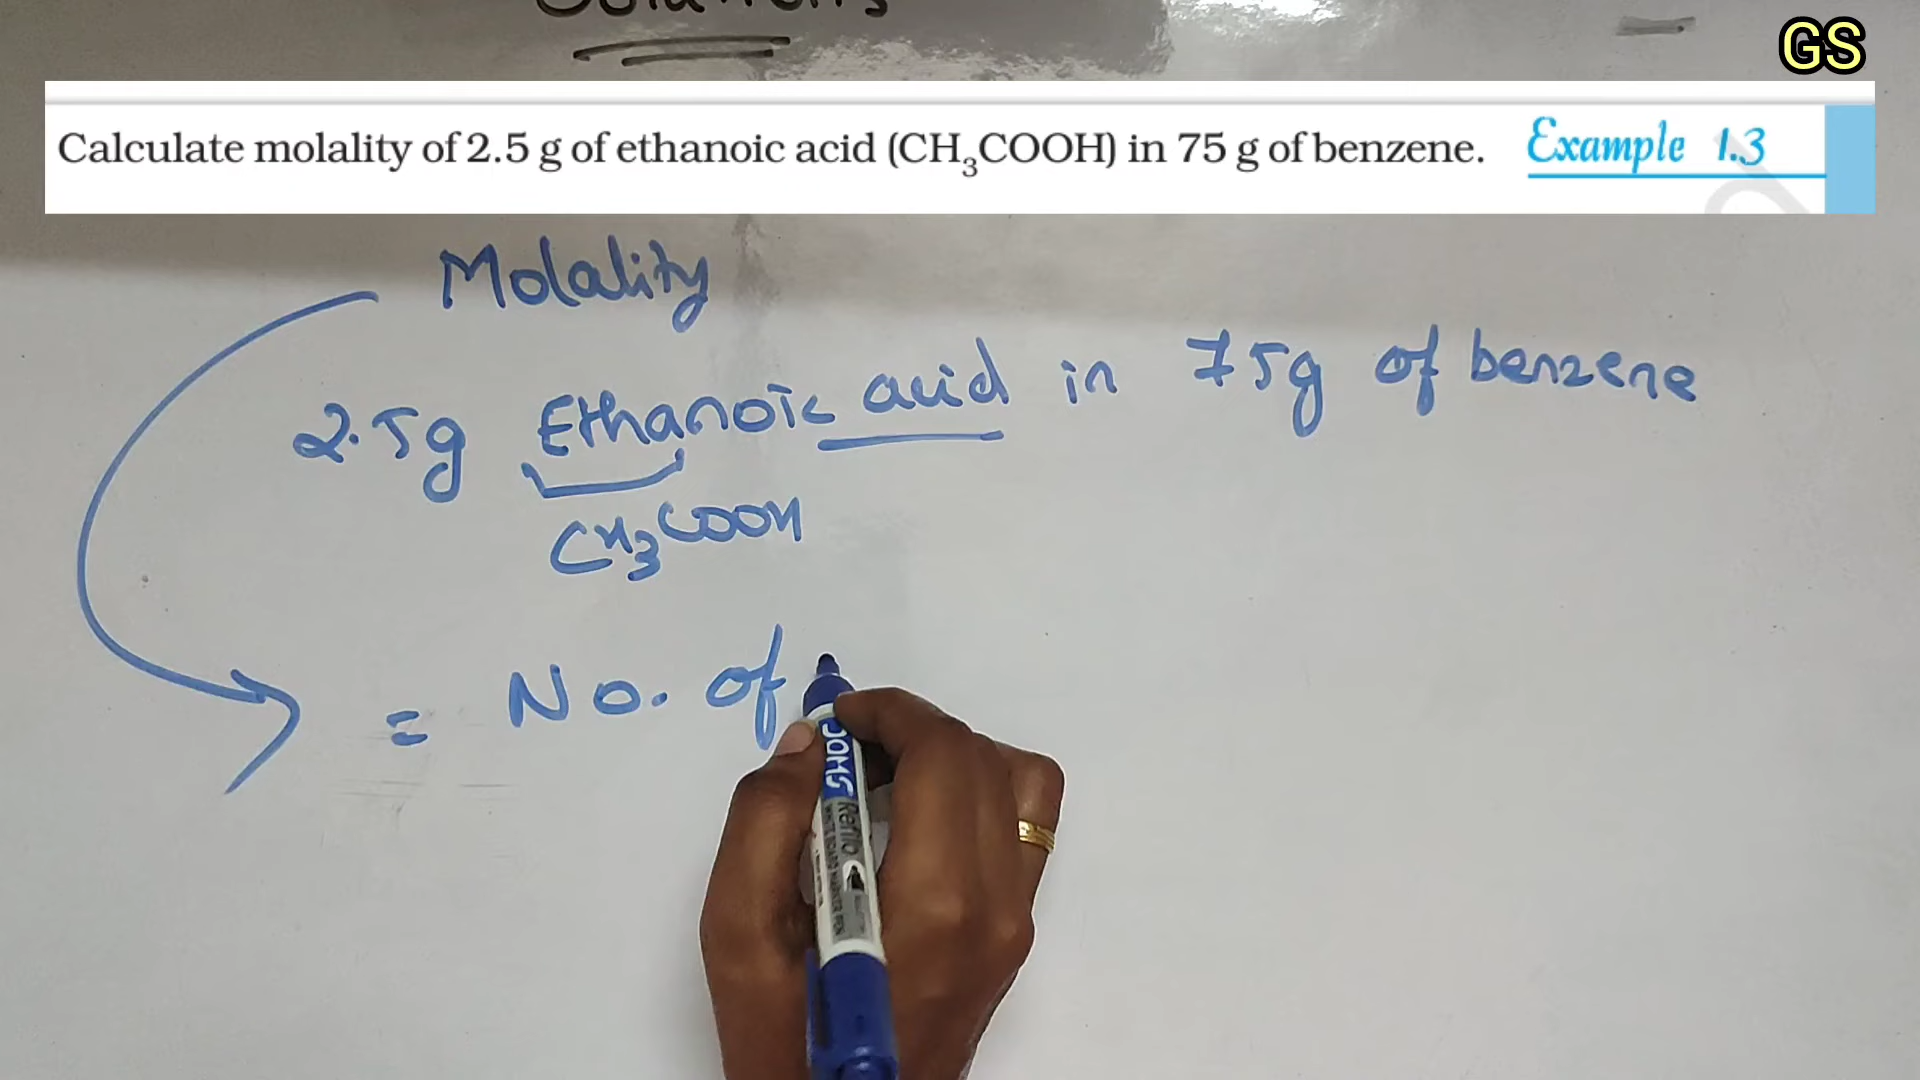 Solutions
GS
Calculate molality of 2.5 g of ethanoic acid (CH₃COOH) in 75 g of benzene. Example 1.3
Molality
2.5g Ethanoic acid in 75g of benzene
CH₃COOH
= No. of
DOMS